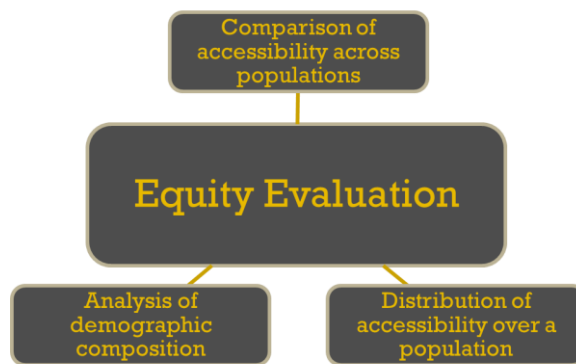 Comparison of
accessibility across
populations
Equity Evaluation
Analysis of
demographic
composition
Distribution of
accessibility over a
population